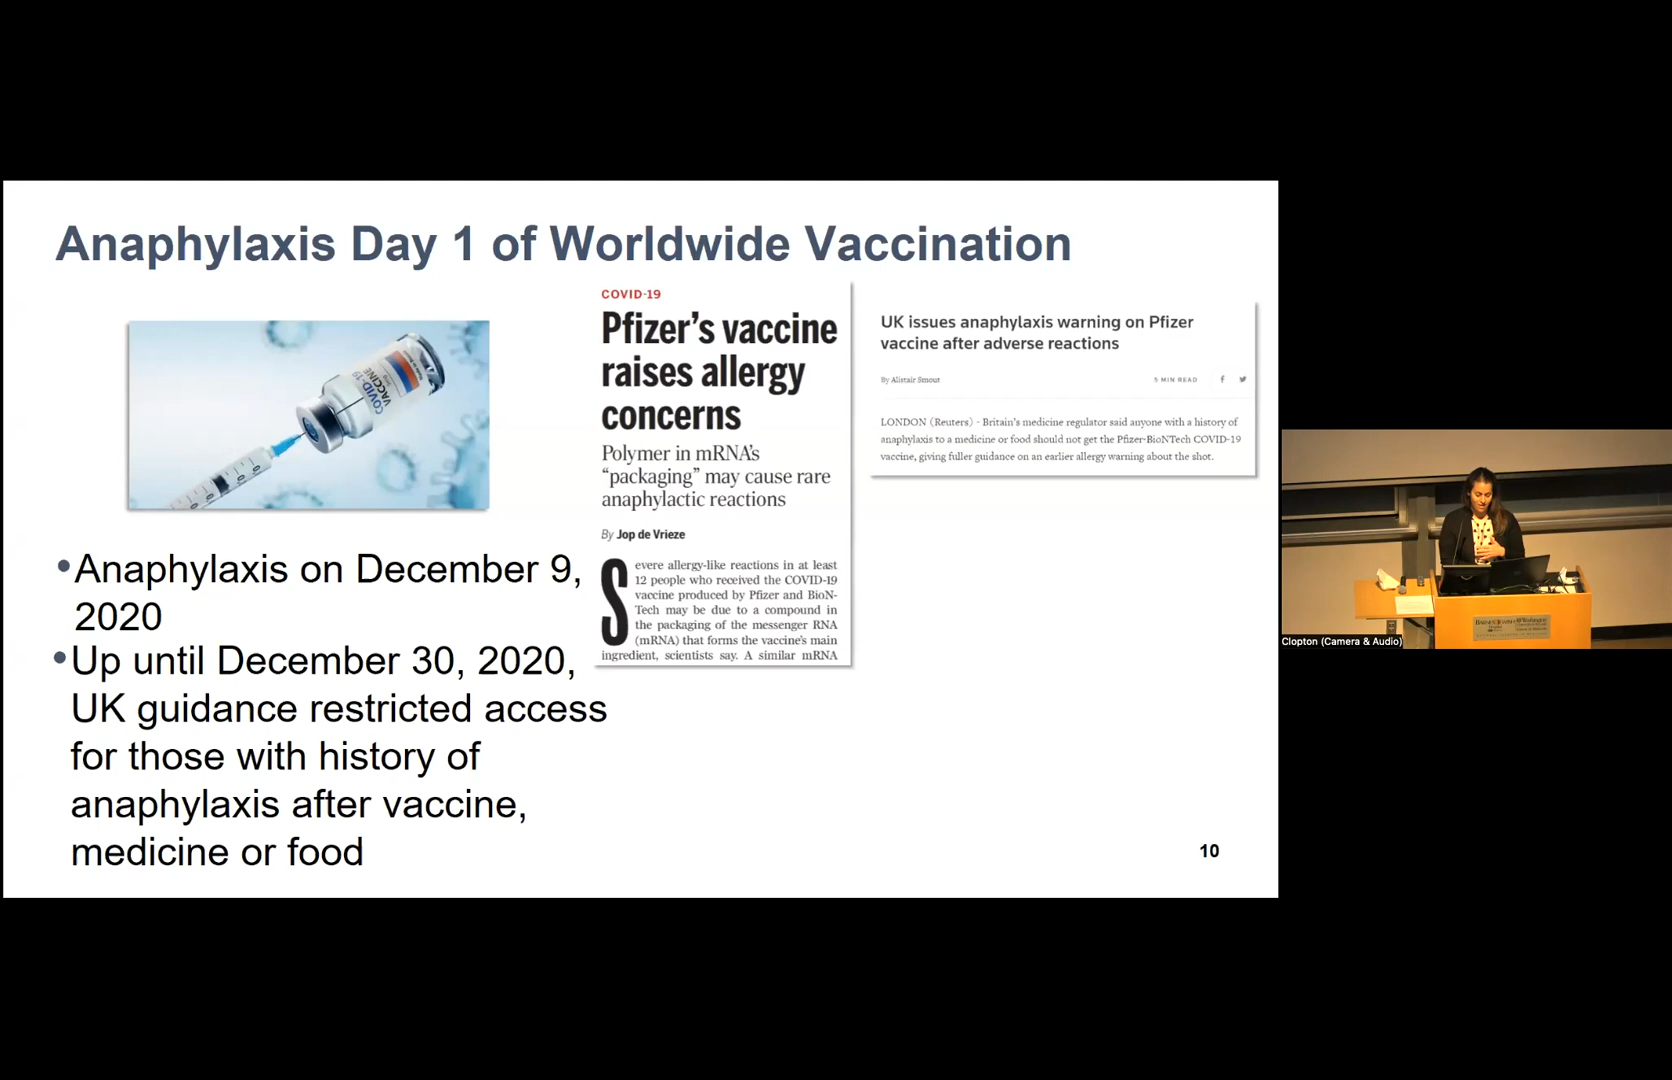 Anaphylaxis Day 1 of Worldwide Vaccination
COVID-19
VACCINE
•Anaphylaxis on December 9,
2020
•Up until December 30, 2020,
UK guidance restricted access
for those with history of
anaphylaxis after vaccine,
medicine or food
COVID-19
Pfizer’s vaccine
raises allergy
concerns
Polymer in mRNA’s
“packaging” may cause rare
anaphylactic reactions
By Jop de Vrieze
Severe allergy-like reactions in at least
12 people who received the COVID-19
vaccine produced by Pfizer and BioN-
Tech may be due to a compound in
the packaging of the messenger RNA
(mRNA) that forms the vaccine’s main
ingredient, scientists say. A similar mRNA
UK issues anaphylaxis warning on Pfizer
vaccine after adverse reactions
By Alistair Smout
5 MIN READ
LONDON (Reuters) - Britain’s medicine regulator said anyone with a history of
anaphylaxis to a medicine or food should not get the Pfizer-BioNTech COVID-19
vaccine, giving fuller guidance on an earlier allergy warning about the shot.
10
Clopton (Camera & Audio)